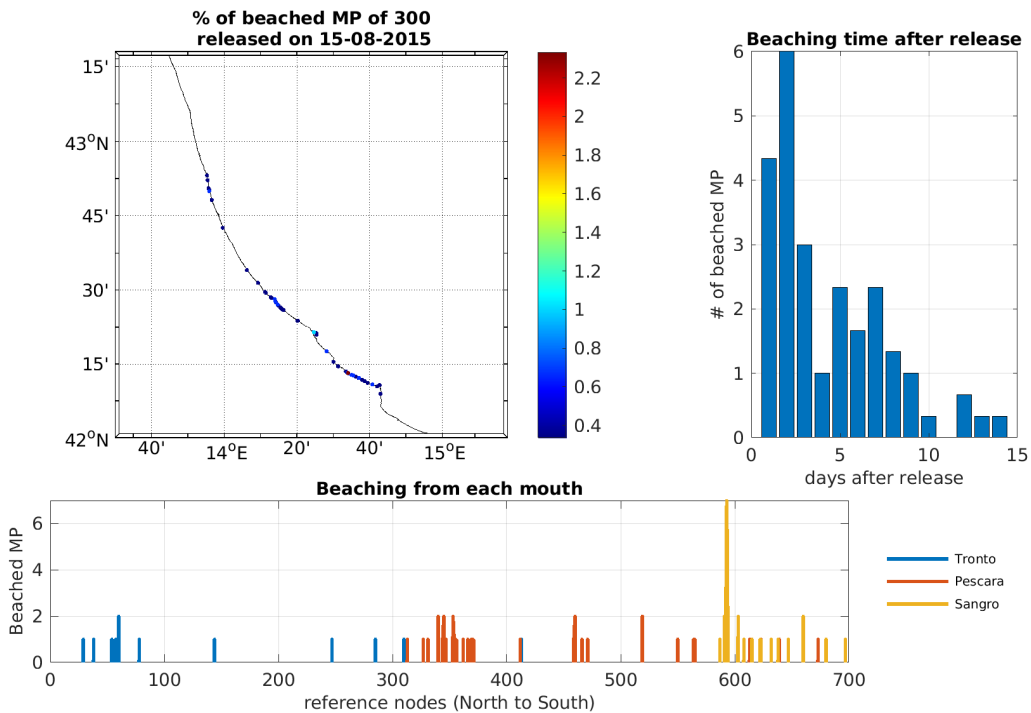 % of beached MP of 300
released on 15-08-2015
15'
43°N
45'
30'
15'
42°N
40'
14°E
20'
40'
15°E
2.2
2
1.8
1.6
1.4
1.2
1
0.8
0.6
0.4
Beaching time after release
# of beached MP
6
5
4
3
2
1
0
0
5
10
15
days after release
Beaching from each mouth
Beached MP
6
4
2
0
0
100
200
300
400
500
600
700
reference nodes (North to South)
Tronto
Pescara
Sangro